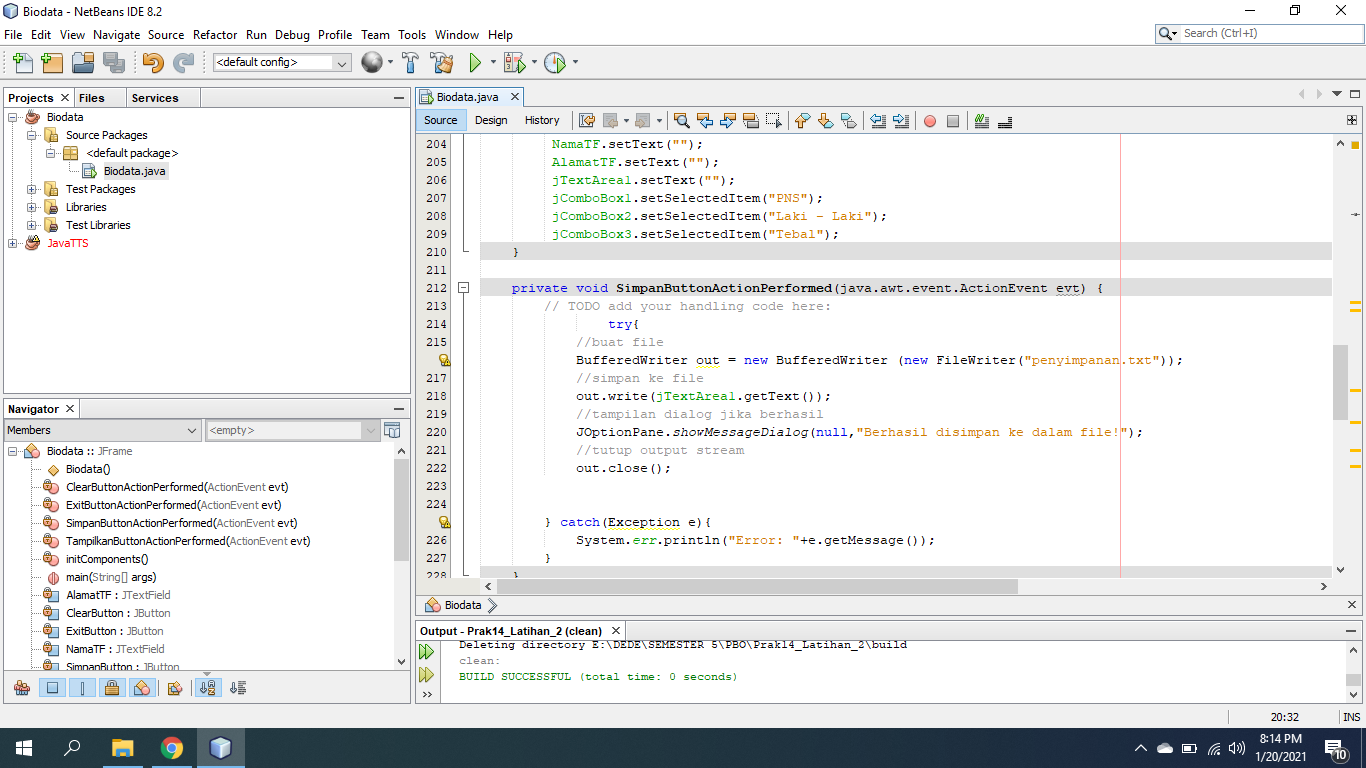 Biodata - NetBeans IDE 8.2
File Edit View Navigate Source Refactor Run Debug Profile Team Tools Window Help
Search (Ctrl+I)
<default config>
Projects Files Services
Biodata
Source Packages
<default package>
Biodata.java
Test Packages
Libraries
Test Libraries
JavaTTS
Navigator
Members
<empty>
Biodata :: JFrame
Biodata()
ClearButtonActionPerformed(ActionEvent evt)
ExitButtonActionPerformed(ActionEvent evt)
SimpanButtonActionPerformed(ActionEvent evt)
TampilkanButtonActionPerformed(ActionEvent evt)
initComponents()
main(String[] args)
AlamatTF : JTextField
ClearButton : JButton
ExitButton : JButton
NamaTF : JTextField
SimpanButton : JButton
Biodata.java
Source Design History
204 NamaTF.setText("");
205 AlamatTF.setText("");
206 jTextArea1.setText("");
207 jComboBox1.setSelectedItem("PNS");
208 jComboBox2.setSelectedItem("Laki - Laki");
209 jComboBox3.setSelectedItem("Tebal");
210 }
211
212 private void SimpanButtonActionPerformed(java.awt.event.ActionEvent evt) {
213 // TODO add your handling code here:
214 try{
215 //buat file
BufferedWriter out = new BufferedWriter (new FileWriter("penyimpanan.txt"));
217 //simpan ke file
218 out.write(jTextArea1.getText());
219 //tampilan dialog jika berhasil
220 JOptionPane.showMessageDialog(null,"Berhasil disimpan ke dalam file!");
221 //tutup output stream
222 out.close();
223
224
} catch(Exception e){
226 System.err.println("Error: "+e.getMessage());
227 }
228 }
Biodata
Output - Prak14_Latihan_2 (clean)
Deleting directory E:\DEDE\SEMESTER 5\PBO\Prak14_Latihan_2\build
clean:
BUILD SUCCESSFUL (total time: 0 seconds)
20:32 INS
8:14 PM
1/20/2021
10